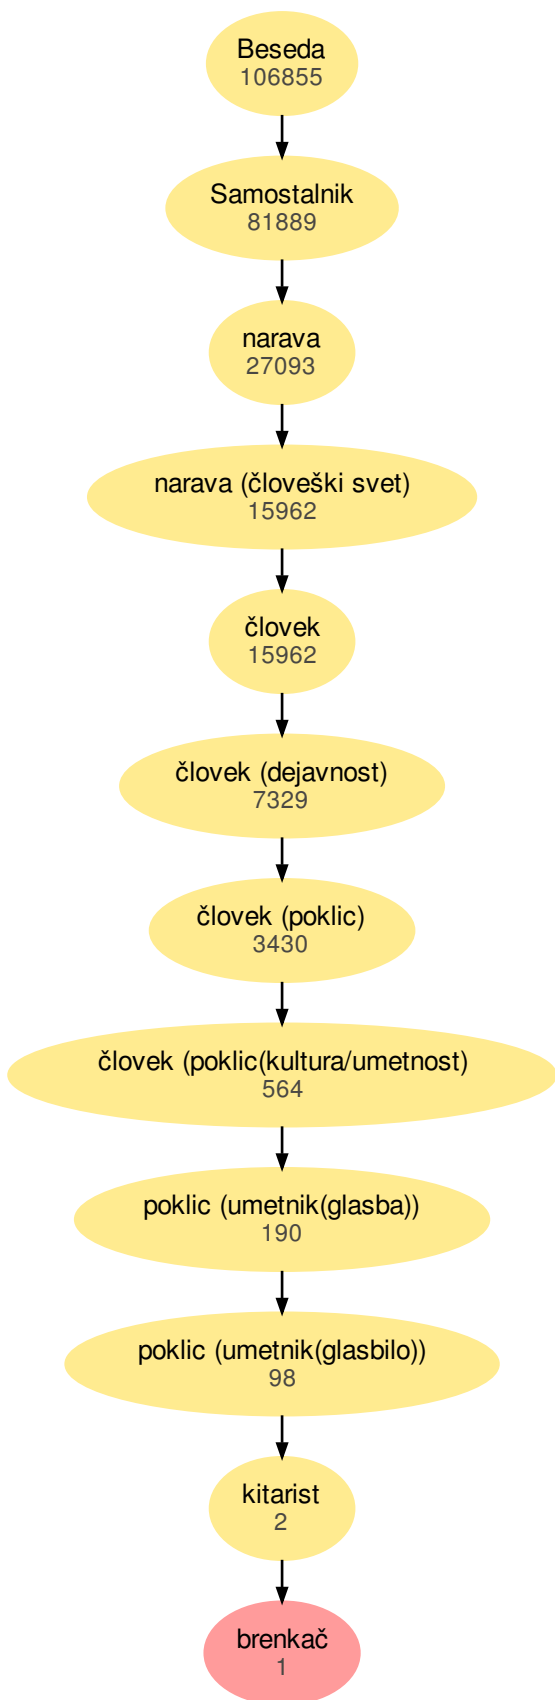 Beseda
106855
Samostalnik
81889
narava
27093
narava (človeški svet)
15962
človek
15962
človek (dejavnost)
7329
človek (poklic)
3430
človek (poklic(kultura/umetnost)
564
poklic (umetnik(glasba))
190
poklic (umetnik(glasbilo))
98
kitarist
2
brenkač
1